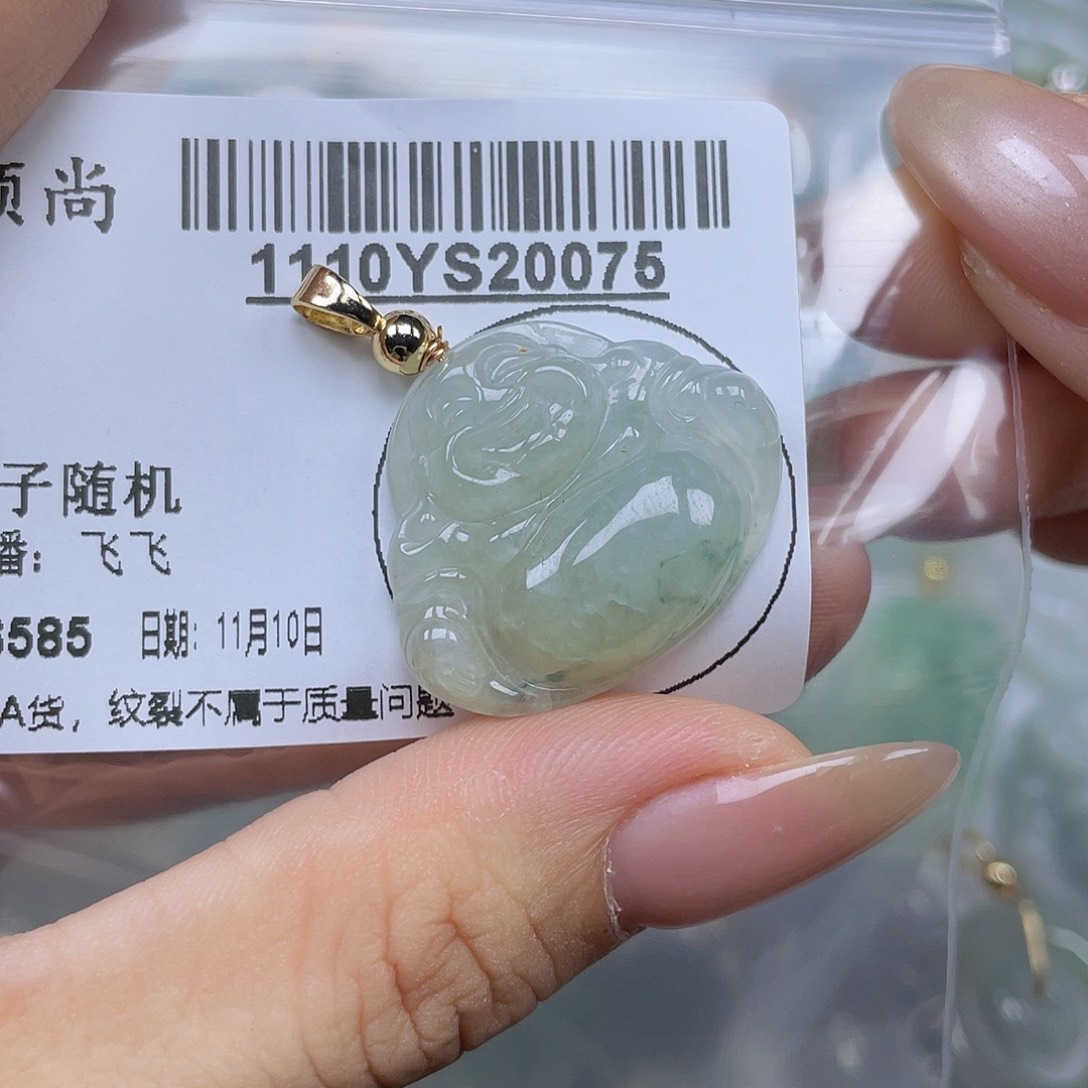 尚
1110YS20075
子随机
播：飞飞
585 日期：11月10日
A货，纹裂不属于质量问题